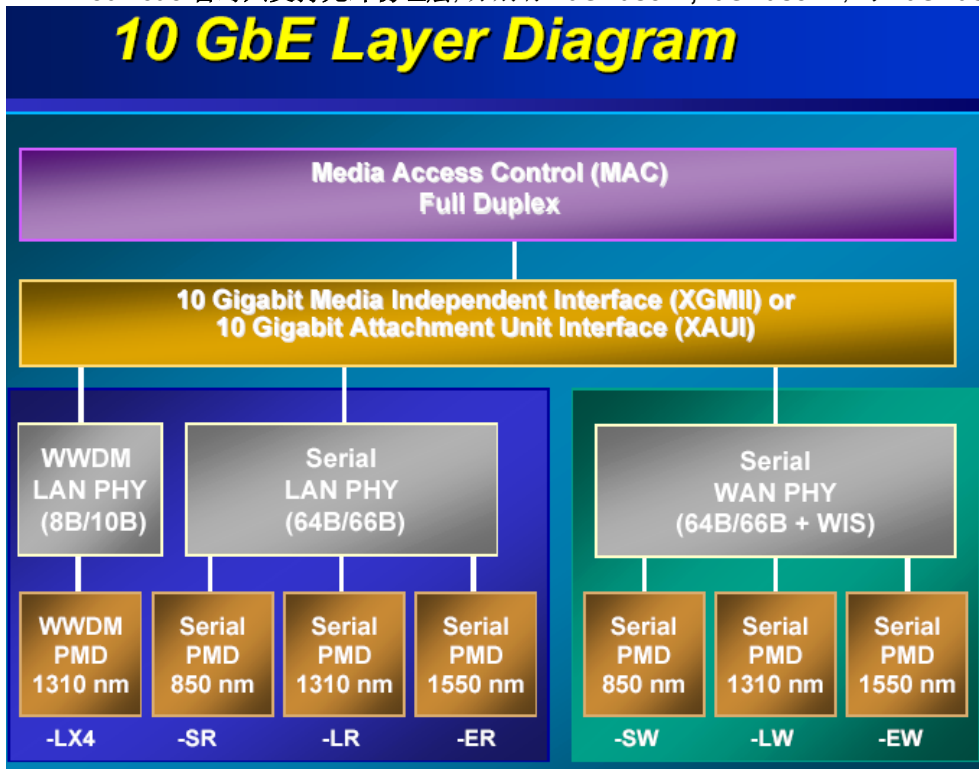 10 GbE Layer Diagram
Media Access Control (MAC)
Full Duplex
10 Gigabit Media Independent Interface (XGMII) or
10 Gigabit Attachment Unit Interface (XAUI)
WWDM
LAN PHY
(8B/10B)
Serial
LAN PHY
(64B/66B)
Serial
WAN PHY
(64B/66B + WIS)
WWDM
PMD
1310 nm
Serial
PMD
850 nm
Serial
PMD
1310 nm
Serial
PMD
1550 nm
Serial
PMD
850 nm
Serial
PMD
1310 nm
Serial
PMD
1550 nm
-LX4
-SR
-LR
-ER
-SW
-LW
-EW